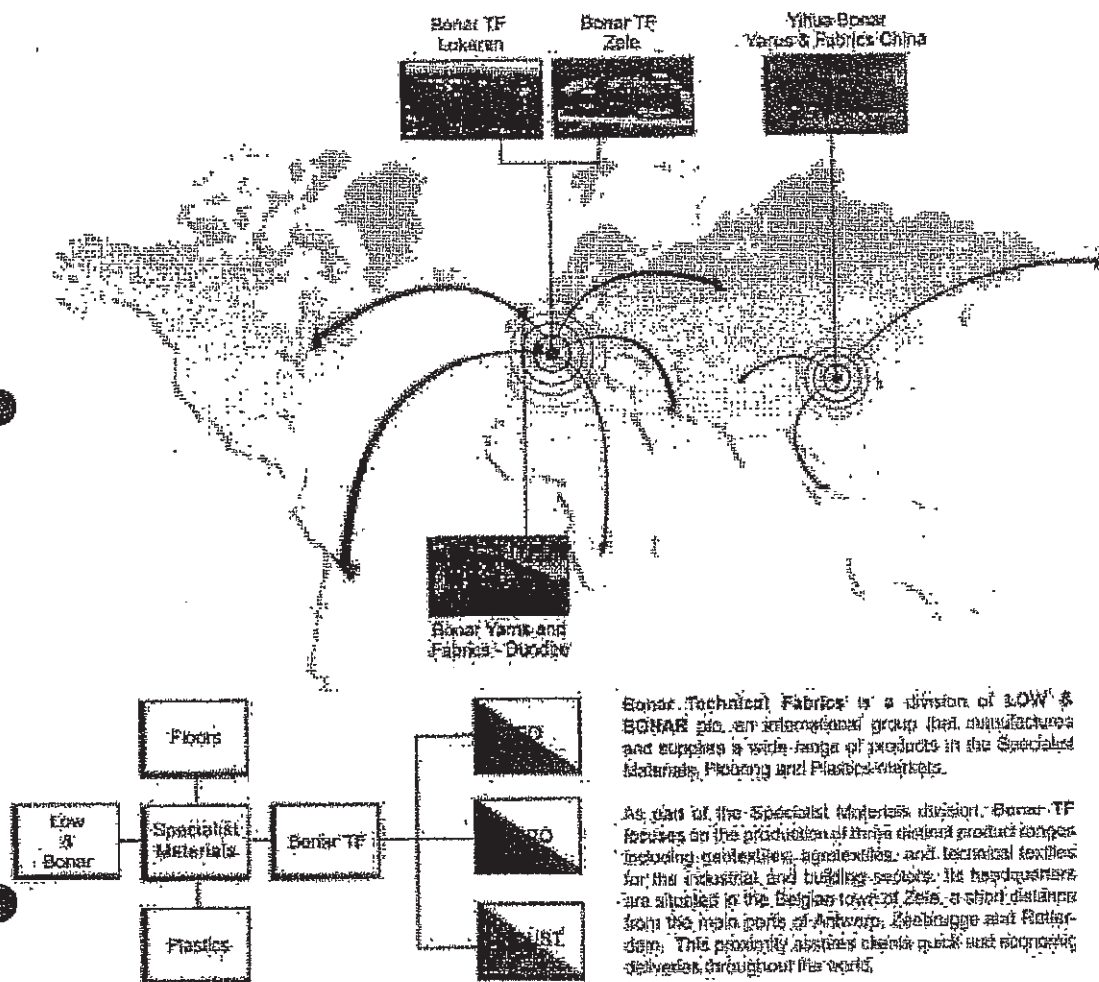 Bonar TF
Lokeren
Bonar TF
Zele
Yihua Bonar
Yarns & Fabrics China
Bonar Yarns and
Fabrics - Dundee
Floors
Low
&
Bonar
Specialist
Materials
Bonar TF
Plastics
Bonar Technical Fabrics is a division of LOW &
BONAR plc, an international group that manufactures
and supplies a wide range of products in the Specialist
Materials, Flooring and Plastics markets.
As part of the Specialist Materials division, Bonar TF
focuses on the production of three distinct product ranges
including geotextiles, agrotextiles, and technical textiles
for the industrial and building sectors. Its headquarters
are situated in the Belgian town of Zele, a short distance
from the main ports of Antwerp, Zeebrugge and Rotter-
dam. This proximity assures clients quick and economic
deliveries throughout the world.